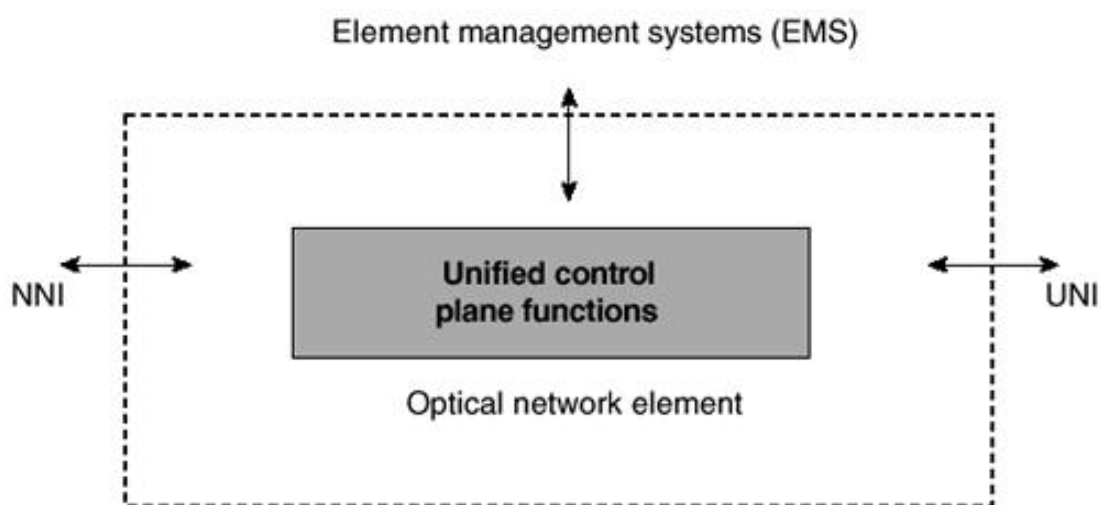 Element management systems (EMS)
Unified control
plane functions
NNI
UNI
Optical network element